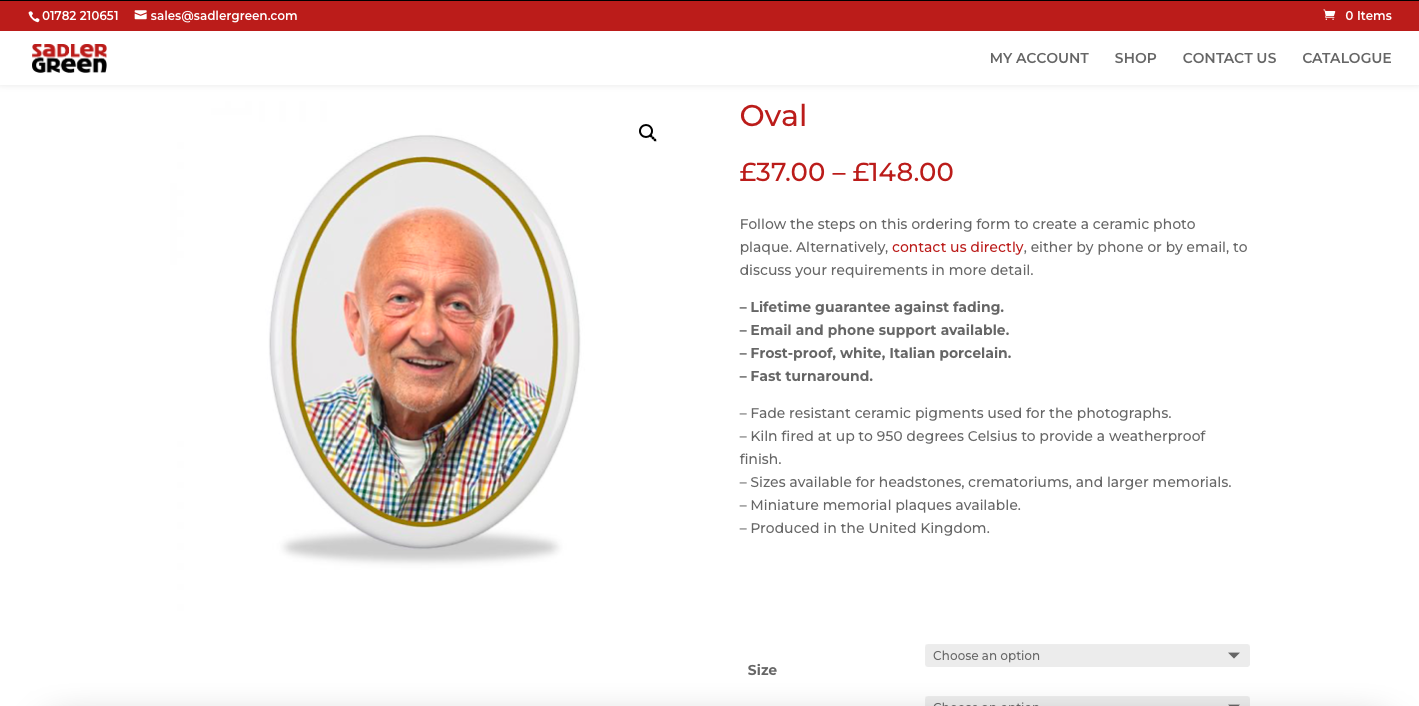 01782 210651 sales@sadlergreen.com 0 Items
SADLER
GREEN
MY ACCOUNT SHOP CONTACT US CATALOGUE
Oval
£37.00 – £148.00
Follow the steps on this ordering form to create a ceramic photo
plaque. Alternatively, contact us directly, either by phone or by email, to
discuss your requirements in more detail.
– Lifetime guarantee against fading.
– Email and phone support available.
– Frost-proof, white, Italian porcelain.
– Fast turnaround.
– Fade resistant ceramic pigments used for the photographs.
– Kiln fired at up to 950 degrees Celsius to provide a weatherproof
finish.
– Sizes available for headstones, crematoriums, and larger memorials.
– Miniature memorial plaques available.
– Produced in the United Kingdom.
Choose an option
Size
Choose an option